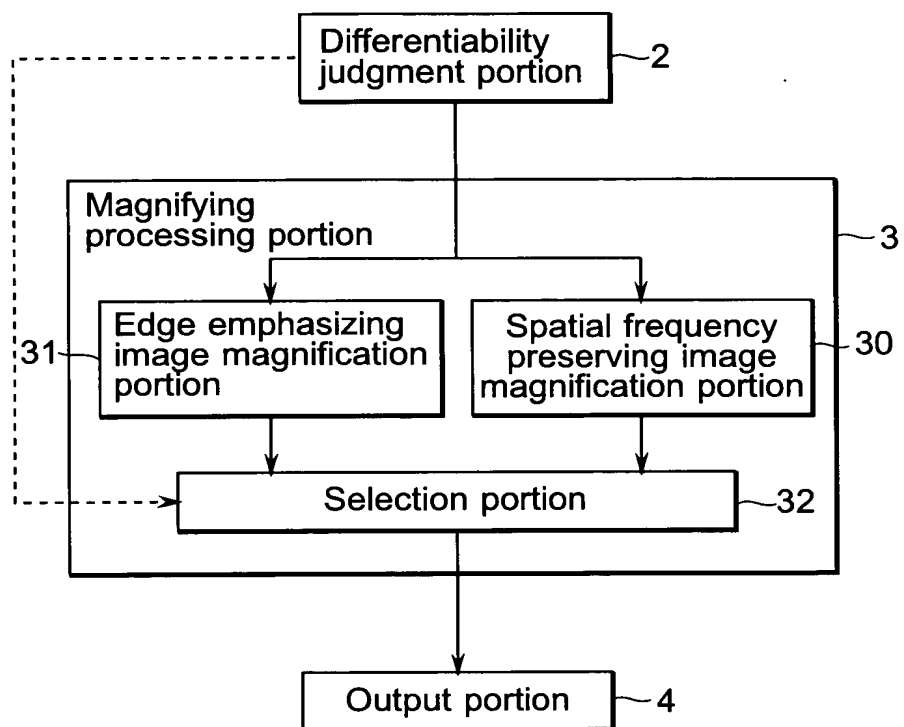 Differentiability
judgment portion
2
Magnifying
processing portion
3
Edge emphasizing
image magnification
portion
31
Spatial frequency
preserving image
magnification portion
30
Selection portion
32
Output portion
4